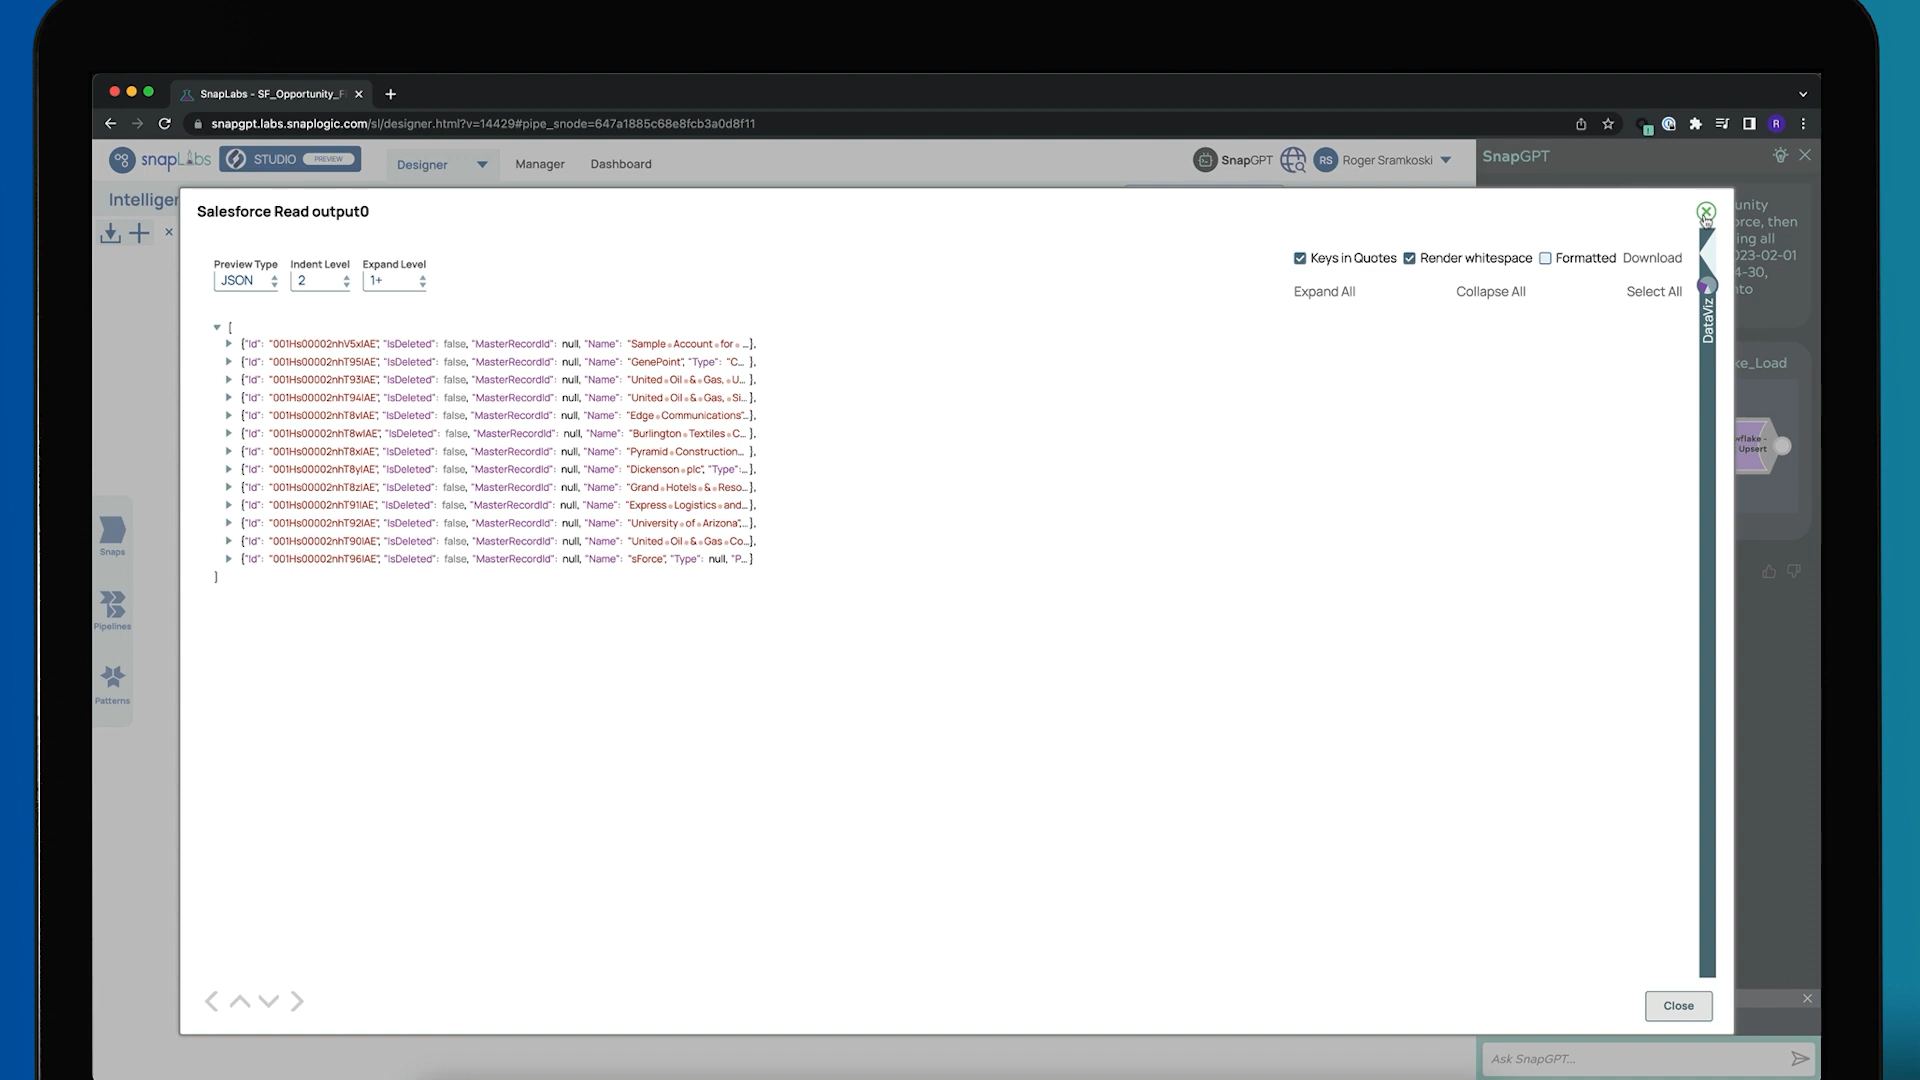 SnapLabs - SF_Opportunity_F
snapgpt.labs.snaplogic.com/sl/designer.html?v=14429#pipe_snode=647a1885c68e8fcb3a0d8f11
R
snapLabs
STUDIO PREVIEW
Designer
Manager
Dashboard
SnapGPT
RS Roger Sramkoski
SnapGPT
Intelliger
Salesforce Read output0
Preview Type
Indent Level
Expand Level
JSON
2
1+
Keys in Quotes
Render whitespace
Formatted
Download
Expand All
Collapse All
Select All
DataViz
[
{"Id": "001Hs00002nhV5xIAE", "IsDeleted": false, "MasterRecordId": null, "Name": "Sample Account for ... },
{"Id": "001Hs00002nhT95IAE", "IsDeleted": false, "MasterRecordId": null, "Name": "GenePoint", "Type": "C... },
{"Id": "001Hs00002nhT93IAE", "IsDeleted": false, "MasterRecordId": null, "Name": "United Oil & Gas, U... },
{"Id": "001Hs00002nhT94IAE", "IsDeleted": false, "MasterRecordId": null, "Name": "United Oil & Gas, Si... },
{"Id": "001Hs00002nhT8vIAE", "IsDeleted": false, "MasterRecordId": null, "Name": "Edge Communications"... },
{"Id": "001Hs00002nhT8wIAE", "IsDeleted": false, "MasterRecordId": null, "Name": "Burlington Textiles C... },
{"Id": "001Hs00002nhT8xIAE", "IsDeleted": false, "MasterRecordId": null, "Name": "Pyramid Construction... },
{"Id": "001Hs00002nhT8yIAE", "IsDeleted": false, "MasterRecordId": null, "Name": "Dickenson plc", "Type":... },
{"Id": "001Hs00002nhT8zIAE", "IsDeleted": false, "MasterRecordId": null, "Name": "Grand Hotels & Reso... },
{"Id": "001Hs00002nhT91IAE", "IsDeleted": false, "MasterRecordId": null, "Name": "Express Logistics and... },
{"Id": "001Hs00002nhT92IAE", "IsDeleted": false, "MasterRecordId": null, "Name": "University of Arizona",... },
{"Id": "001Hs00002nhT90IAE", "IsDeleted": false, "MasterRecordId": null, "Name": "United Oil & Gas Co... },
{"Id": "001Hs00002nhT96IAE", "IsDeleted": false, "MasterRecordId": null, "Name": "sForce", "Type": null, "P... }
]
Close
Snaps
Pipelines
Patterns
unity
orce, then
ing all
023-02-01
4-30,
nto
ke_Load
wflake -
Upsert
Ask SnapGPT...